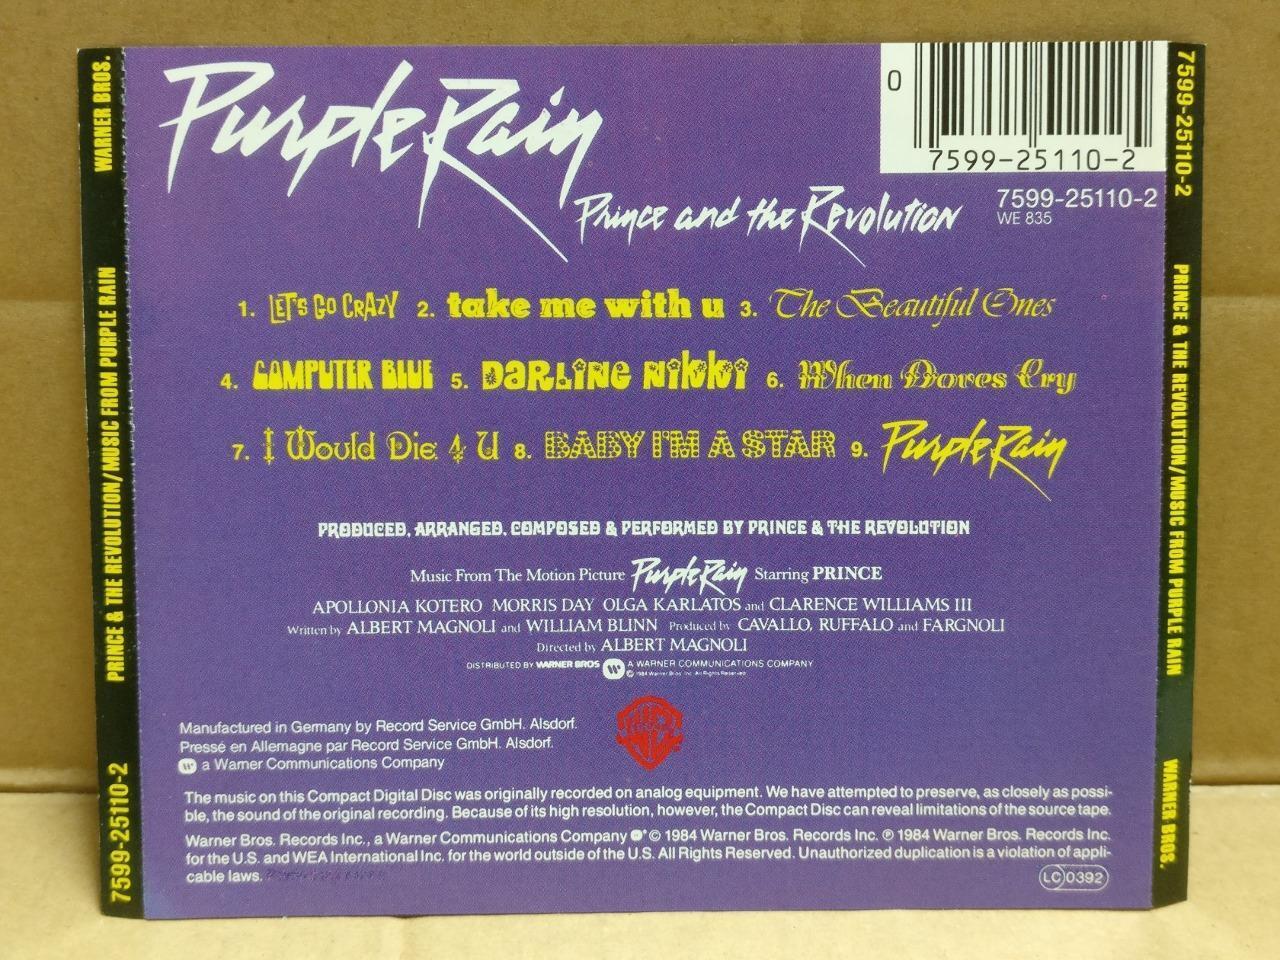 WARNER BROS.
PRINCE & THE REVOLUTION/MUSIC FROM PURPLE RAIN
7599-25110-2
Purple Rain
Prince and the Revolution
0
7599-25110-2
7599-25110-2
WE 835
1. LET'S GO CRAZY 2. take me with u 3. The Beautiful Ones
4. COMPUTER BLUE 5. DARLING NIKKI 6. When Doves Cry
7. I Would Die 4 U 8. BABY I'M A STAR 9. Purple Rain
PRODUCED, ARRANGED, COMPOSED & PERFORMED BY PRINCE & THE REVOLUTION
Music From The Motion Picture Purple Rain Starring PRINCE
APOLLONIA KOTERO MORRIS DAY OLGA KARLATOS and CLARENCE WILLIAMS III
Written by ALBERT MAGNOLI and WILLIAM BLINN Produced by CAVALLO, RUFFALO and FARGNOLI
Directed by ALBERT MAGNOLI
DISTRIBUTED BY WARNER BROS A WARNER COMMUNICATIONS COMPANY
© 1984 Warner Bros. Inc. All Rights Reserved
Manufactured in Germany by Record Service GmbH. Alsdorf.
Pressé en Allemagne par Record Service GmbH. Alsdorf.
a Warner Communications Company
The music on this Compact Digital Disc was originally recorded on analog equipment. We have attempted to preserve, as closely as possi-
ble, the sound of the original recording. Because of its high resolution, however, the Compact Disc can reveal limitations of the source tape.
Warner Bros. Records Inc., a Warner Communications Company © 1984 Warner Bros. Records Inc. ℗ 1984 Warner Bros. Records Inc.
for the U.S. and WEA International Inc. for the world outside of the U.S. All Rights Reserved. Unauthorized duplication is a violation of appli-
cable laws.
LC 0392
7599-25110-2
PRINCE & THE REVOLUTION/MUSIC FROM PURPLE RAIN
WARNER BROS.